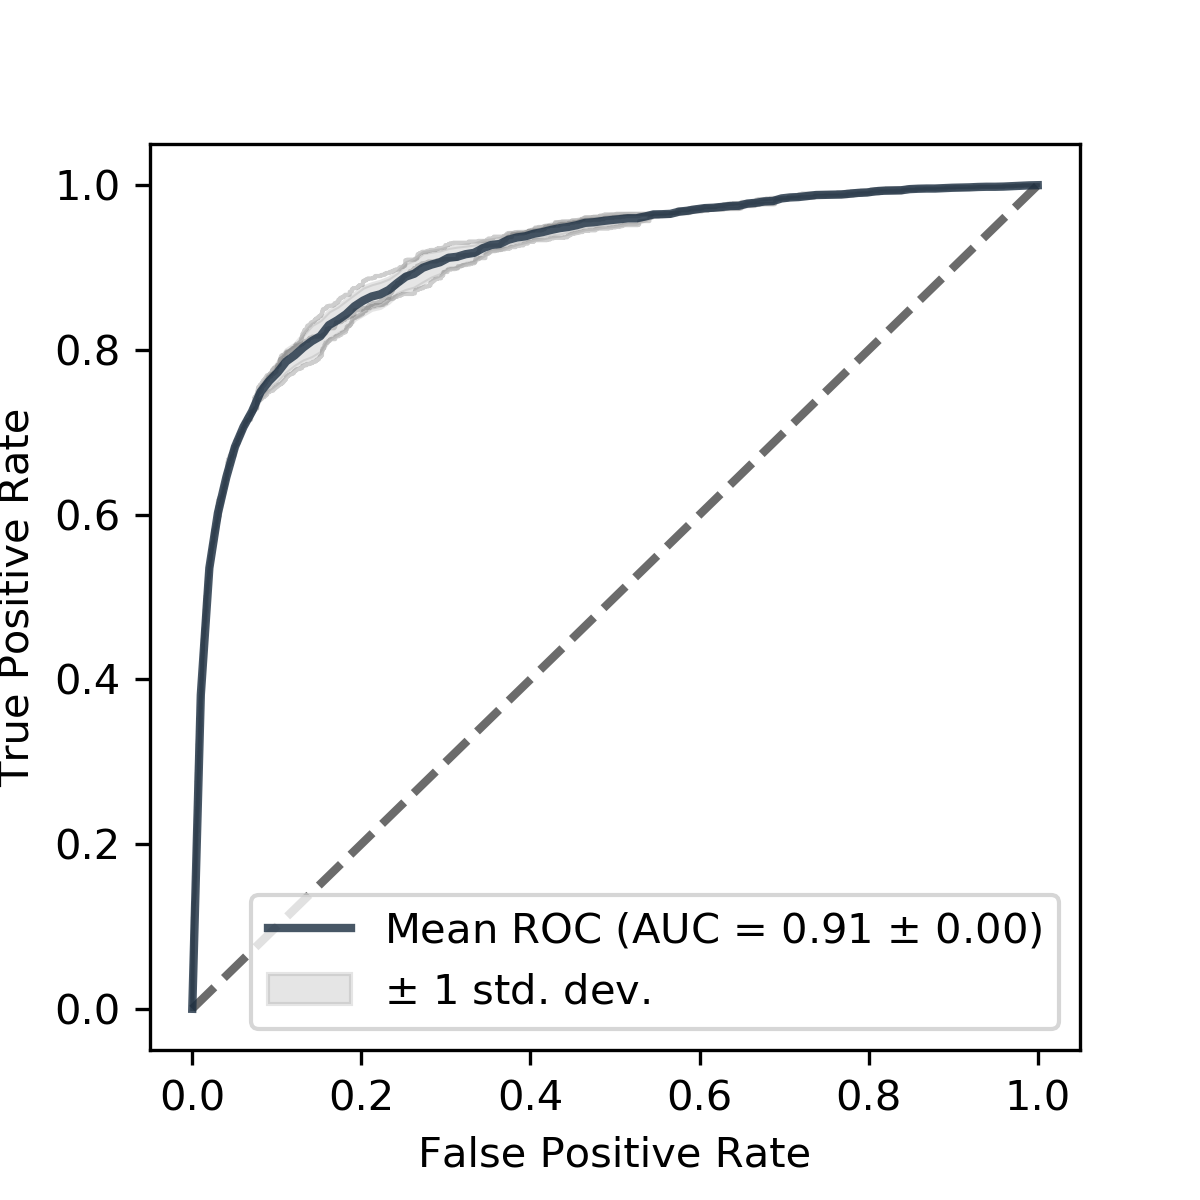 1.0
0.8
0.6
0.4
0.2
0.0
True Positive Rate
Mean ROC (AUC = 0.91 ± 0.00)
± 1 std. dev.
0.0 0.2 0.4 0.6 0.8 1.0
False Positive Rate